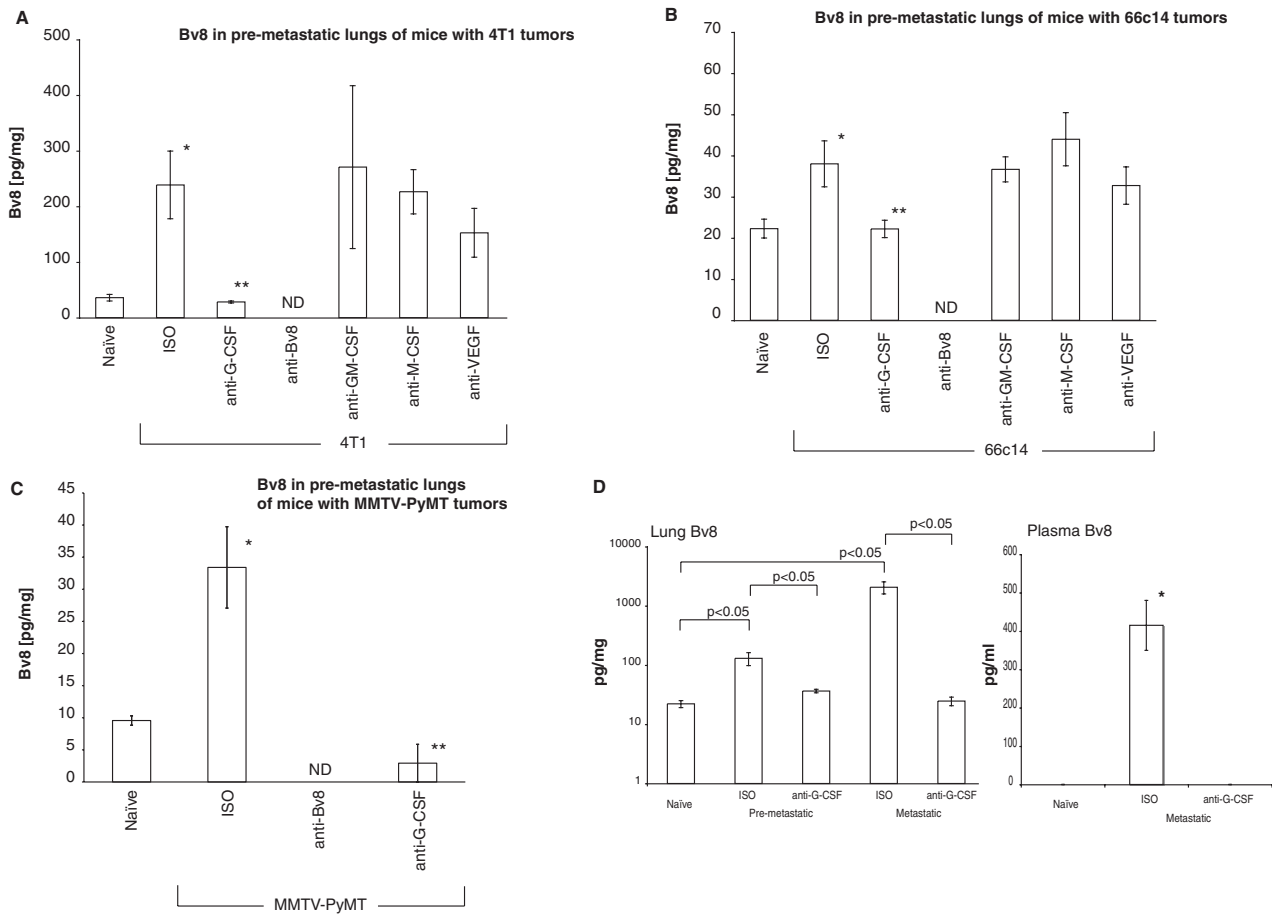 A
Bv8 in pre-metastatic lungs of mice with 4T1 tumors
Bv8 [pg/mg]
500
400
300
200
100
0
*
**
ND
Naïve
ISO
anti-G-CSF
anti-Bv8
anti-GM-CSF
anti-M-CSF
anti-VEGF
4T1
B
Bv8 in pre-metastatic lungs of mice with 66c14 tumors
Bv8 [pg/mg]
70
60
50
40
30
20
10
0
*
**
ND
Naïve
ISO
anti-G-CSF
anti-Bv8
anti-GM-CSF
anti-M-CSF
anti-VEGF
66c14
C
Bv8 in pre-metastatic lungs
of mice with MMTV-PyMT tumors
Bv8 [pg/mg]
45
40
35
30
25
20
15
10
5
0
*
ND
**
Naïve
ISO
anti-Bv8
anti-G-CSF
MMTV-PyMT
D
Lung Bv8
pg/mg
10000
1000
100
10
1
p<0.05
p<0.05
p<0.05
p<0.05
Naïve
ISO
anti-G-CSF
ISO
anti-G-CSF
Pre-metastatic
Metastatic
Plasma Bv8
pg/ml
600
500
400
300
200
100
0
*
Naïve
ISO
anti-G-CSF
Metastatic